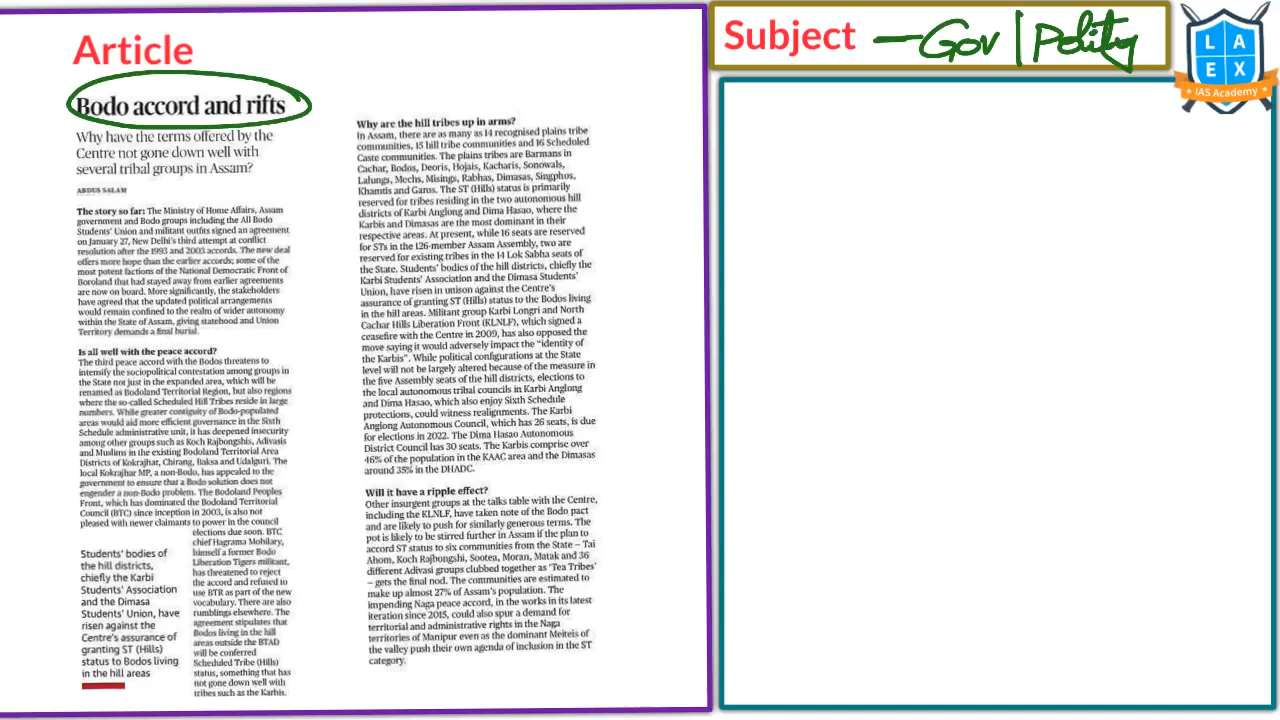 Article
Subject —Gov | Polity
L A
E X
IAS Academy
Bodo accord and rifts
Why have the terms offered by the
Centre not gone down well with
several tribal groups in Assam?
ABDUS SALAM
The story so far: The Ministry of Home Affairs, Assam
government and Bodo groups including the All Bodo
Students' Union and militant outfits signed an agreement
on January 27, New Delhi's third attempt at conflict
resolution after the 1993 and 2003 accords. The new deal
offers more hope than the earlier accords; some of the
most potent factions of the National Democratic Front of
Boroland that had stayed away from earlier agreements
are now on board. More significantly, the stakeholders
have agreed that the updated political arrangements
would remain confined to the realm of wider autonomy
within the State of Assam, giving statehood and Union
Territory demands a final burial.
Is all well with the peace accord?
The third peace accord with the Bodos threatens to
intensify the sociopolitical contestation among groups in
the State not just in the expanded area, which will be
renamed as Bodoland Territorial Region, but also regions
where the so-called Scheduled Hill Tribes reside in large
numbers. While greater contiguity of Bodo-populated
areas would aid more efficient governance in the Sixth
Schedule administrative unit, it has deepened insecurity
among other groups such as Koch Rajbongshis, Adivasis
and Muslims in the existing Bodoland Territorial Area
Districts of Kokrajhar, Chirang, Baksa and Udalguri. The
local Kokrajhar MP, a non-Bodo, has appealed to the
government to ensure that a Bodo solution does not
engender a non-Bodo problem. The Bodoland Peoples
Front, which has dominated the Bodoland Territorial
Council (BTC) since inception in 2003, is also not
pleased with newer claimants to power in the council
elections due soon. BTC
chief Hagrama Mohilary,
himself a former Bodo
Liberation Tigers militant,
has threatened to reject
the accord and refused to
use BTR as part of the new
vocabulary. There are also
rumblings elsewhere. The
agreement stipulates that
Bodos living in the hill
areas outside the BTAD
will be conferred
Scheduled Tribe (Hills)
status, something that has
not gone down well with
tribes such as the Karbis.
Students' bodies of
the hill districts,
chiefly the Karbi
Students' Association
and the Dimasa
Students' Union, have
risen against the
Centre's assurance of
granting ST (Hills)
status to Bodos living
in the hill areas
Why are the hill tribes up in arms?
In Assam, there are as many as 14 recognised plains tribe
communities, 15 hill tribe communities and 16 Scheduled
Caste communities. The plains tribes are Barmans in
Cachar, Bodos, Deoris, Hojais, Kacharis, Sonowals,
Lalungs, Mechs, Misings, Rabhas, Dimasas, Singphos,
Khamtis and Garos. The ST (Hills) status is primarily
reserved for tribes residing in the two autonomous hill
districts of Karbi Anglong and Dima Hasao, where the
Karbis and Dimasas are the most dominant in their
respective areas. At present, while 16 seats are reserved
for STs in the 126-member Assam Assembly, two are
reserved for existing tribes in the 14 Lok Sabha seats of
the State. Students' bodies of the hill districts, chiefly the
Karbi Students' Association and the Dimasa Students'
Union, have risen in unison against the Centre's
assurance of granting ST (Hills) status to the Bodos living
in the hill areas. Militant group Karbi Longri and North
Cachar Hills Liberation Front (KLNLF), which signed a
ceasefire with the Centre in 2009, has also opposed the
move saying it would adversely impact the "identity of
the Karbis". While political configurations at the State
level will not be largely altered because of the measure in
the five Assembly seats of the hill districts, elections to
the local autonomous tribal councils in Karbi Anglong
and Dima Hasao, which also enjoy Sixth Schedule
protections, could witness realignments. The Karbi
Anglong Autonomous Council, which has 26 seats, is due
for elections in 2022. The Dima Hasao Autonomous
District Council has 30 seats. The Karbis comprise over
46% of the population in the KAAC area and the Dimasas
around 35% in the DHADC.
Will it have a ripple effect?
Other insurgent groups at the talks table with the Centre,
including the KLNLF, have taken note of the Bodo pact
and are likely to push for similarly generous terms. The
pot is likely to be stirred further in Assam if the plan to
accord ST status to six communities from the State – Tai
Ahom, Koch Rajbongshi, Sootea, Moran, Matak and 36
different Adivasi groups clubbed together as 'Tea Tribes'
– gets the final nod. The communities are estimated to
make up almost 27% of Assam's population. The
impending Naga peace accord, in the works in its latest
iteration since 2015, could also spur a demand for
territorial and administrative rights in the Naga
territories of Manipur even as the dominant Meiteis of
the valley push their own agenda of inclusion in the ST
category.